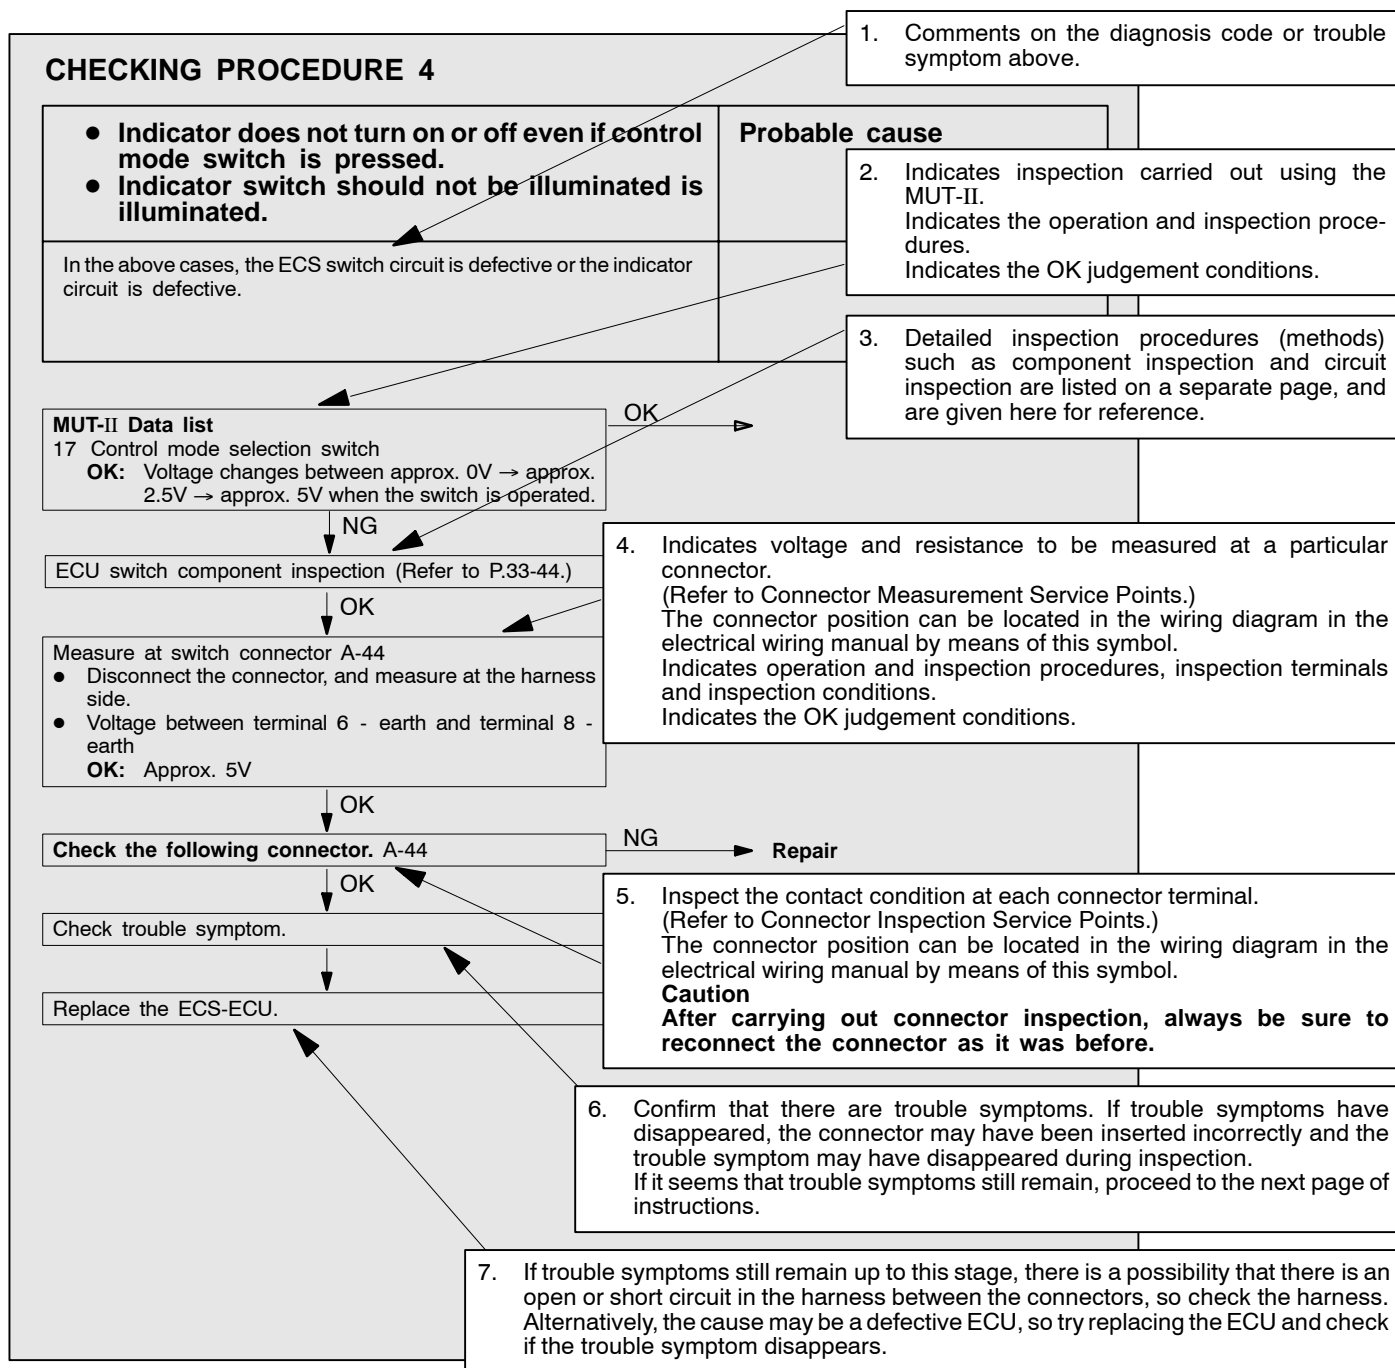 CHECKING PROCEDURE 4
● Indicator does not turn on or off even if control
mode switch is pressed.
● Indicator switch should not be illuminated is
illuminated.
Probable cause
In the above cases, the ECS switch circuit is defective or the indicator
circuit is defective.
1. Comments on the diagnosis code or trouble
symptom above.
2. Indicates inspection carried out using the
MUT-II.
Indicates the operation and inspection proce-
dures.
Indicates the OK judgement conditions.
3. Detailed inspection procedures (methods)
such as component inspection and circuit
inspection are listed on a separate page, and
are given here for reference.
MUT-II Data list
17 Control mode selection switch
OK: Voltage changes between approx. 0V → approx.
2.5V → approx. 5V when the switch is operated.
OK
NG
ECU switch component inspection (Refer to P.33-44.)
OK
Measure at switch connector A-44
● Disconnect the connector, and measure at the harness
side.
● Voltage between terminal 6 - earth and terminal 8 -
earth
OK: Approx. 5V
4. Indicates voltage and resistance to be measured at a particular
connector.
(Refer to Connector Measurement Service Points.)
The connector position can be located in the wiring diagram in the
electrical wiring manual by means of this symbol.
Indicates operation and inspection procedures, inspection terminals
and inspection conditions.
Indicates the OK judgement conditions.
OK
Check the following connector. A-44
NG
Repair
OK
Check trouble symptom.
Replace the ECS-ECU.
5. Inspect the contact condition at each connector terminal.
(Refer to Connector Inspection Service Points.)
The connector position can be located in the wiring diagram in the
electrical wiring manual by means of this symbol.
Caution
After carrying out connector inspection, always be sure to
reconnect the connector as it was before.
6. Confirm that there are trouble symptoms. If trouble symptoms have
disappeared, the connector may have been inserted incorrectly and the
trouble symptom may have disappeared during inspection.
If it seems that trouble symptoms still remain, proceed to the next page of
instructions.
7. If trouble symptoms still remain up to this stage, there is a possibility that there is an
open or short circuit in the harness between the connectors, so check the harness.
Alternatively, the cause may be a defective ECU, so try replacing the ECU and check
if the trouble symptom disappears.